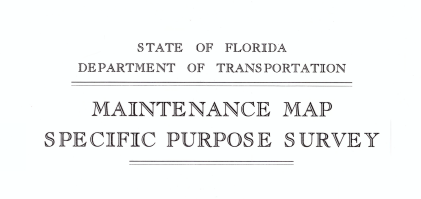 STATE OF FLORIDA
DEPARTMENT OF TRANSPORTATION
MAINTENANCE MAP
SPECIFIC PURPOSE SURVEY